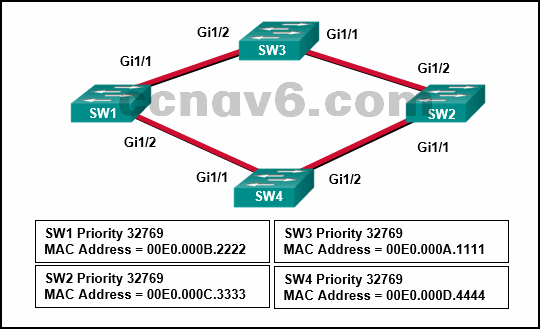 Gi1/2
Gi1/1
SW3
Gi1/1
Gi1/2
ccnav6.com
SW1
SW2
Gi1/2
Gi1/1
Gi1/1
Gi1/2
SW4
SW1 Priority 32769
MAC Address = 00E0.000B.2222
SW3 Priority 32769
MAC Address = 00E0.000A.1111
SW2 Priority 32769
MAC Address = 00E0.000C.3333
SW4 Priority 32769
MAC Address = 00E0.000D.4444